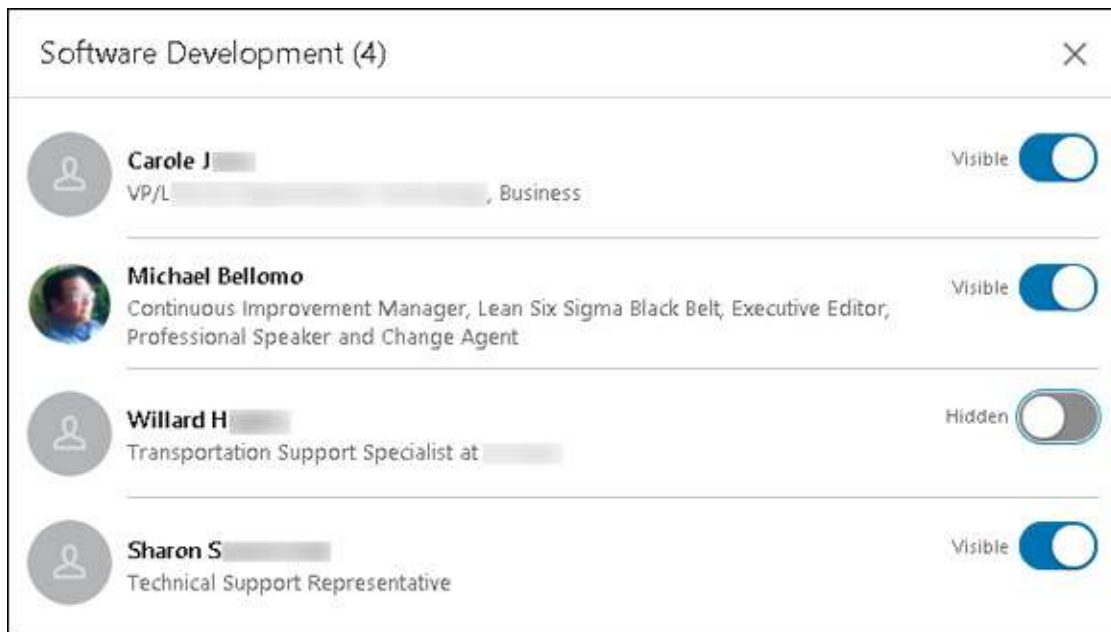 Software Development (4)
Carole J
Visible
VP/L , Business
Michael Bellomo
Visible
Continuous Improvement Manager, Lean Six Sigma Black Belt, Executive Editor,
Professional Speaker and Change Agent
Willard H
Hidden
Transportation Support Specialist at
Sharon S
Visible
Technical Support Representative